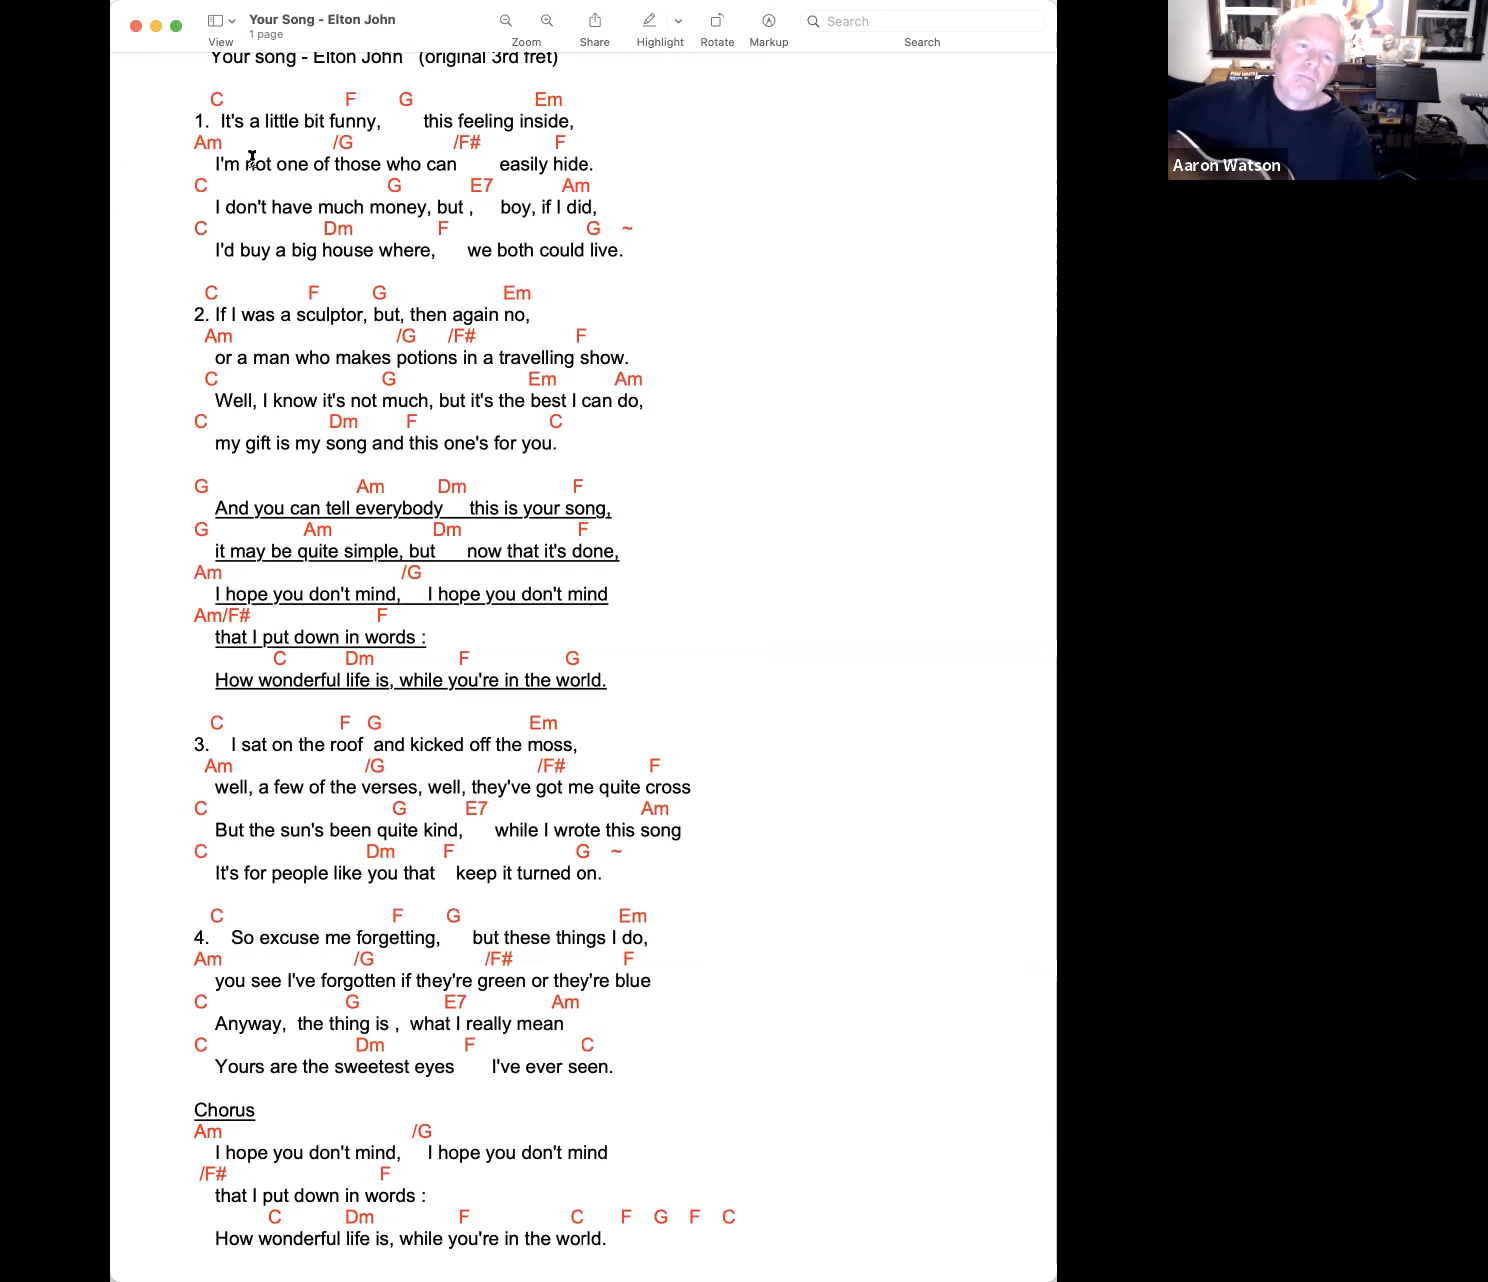 Your Song - Elton John
1 page
View
Zoom
Share
Highlight
Rotate
Markup
Search
Search
Your song - Elton John (original 3rd fret)
C F G Em
1. It's a little bit funny, this feeling inside,
Am /G /F# F
I'm not one of those who can easily hide.
C G E7 Am
I don't have much money, but , boy, if I did,
C Dm F G ~
I'd buy a big house where, we both could live.
C F G Em
2. If I was a sculptor, but, then again no,
Am /G /F# F
or a man who makes potions in a travelling show.
C G Em Am
Well, I know it's not much, but it's the best I can do,
C Dm F C
my gift is my song and this one's for you.
G Am Dm F
And you can tell everybody this is your song,
G Am Dm F
it may be quite simple, but now that it's done,
Am /G
I hope you don't mind, I hope you don't mind
Am/F# F
that I put down in words :
C Dm F G
How wonderful life is, while you're in the world.
C F G Em
3. I sat on the roof and kicked off the moss,
Am /G /F# F
well, a few of the verses, well, they've got me quite cross
C G E7 Am
But the sun's been quite kind, while I wrote this song
C Dm F G ~
It's for people like you that keep it turned on.
C F G Em
4. So excuse me forgetting, but these things I do,
Am /G /F# F
you see I've forgotten if they're green or they're blue
C G E7 Am
Anyway, the thing is , what I really mean
C Dm F C
Yours are the sweetest eyes I've ever seen.
Chorus
Am /G
I hope you don't mind, I hope you don't mind
/F# F
that I put down in words :
C Dm F C F G F C
How wonderful life is, while you're in the world.
Aaron Watson